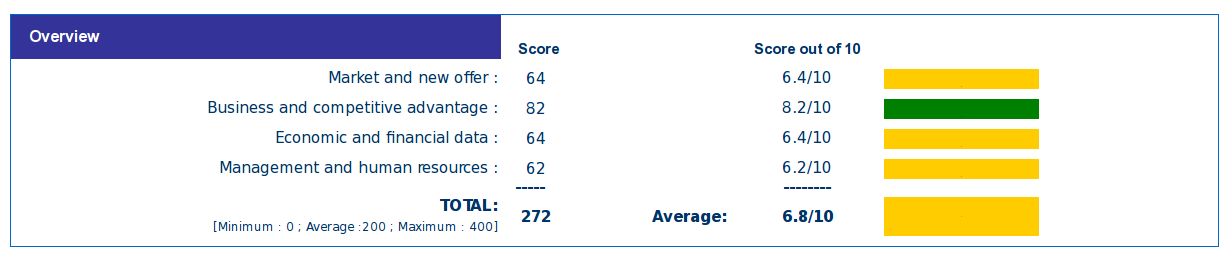 Overview
Score Score out of 10
Market and new offer : 64 6.4/10
Business and competitive advantage : 82 8.2/10
Economic and financial data : 64 6.4/10
Management and human resources : 62 6.2/10
----- --------
TOTAL: 272 Average: 6.8/10
[Minimum : 0 ; Average :200 ; Maximum : 400]